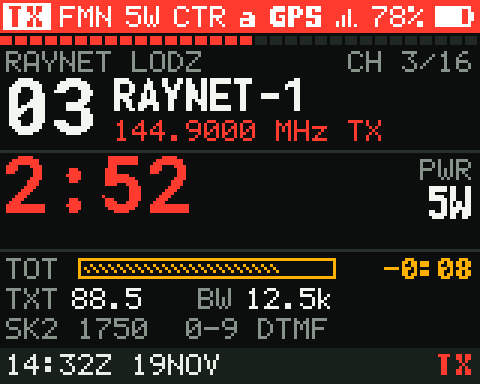 TX FMN 5W CTR a GPS 78%
RAYNET LODZ CH 3/16
03 RAYNET-1
144.9000 MHz TX
2:52 PWR
5W
TOT -0:08
TXT 88.5 BW 12.5k
SK2 1750 0-9 DTMF
14:32Z 19NOV TX